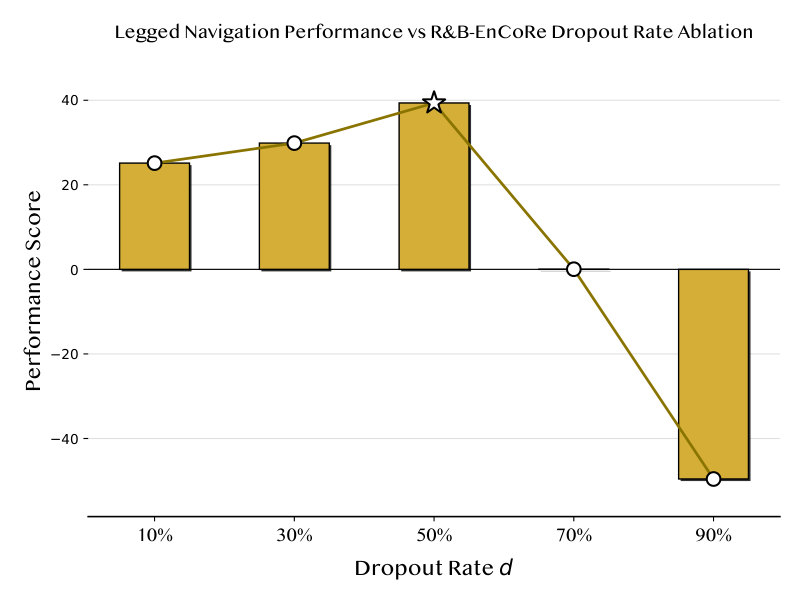 Legged Navigation Performance vs R&B-EnCoRe Dropout Rate Ablation
Performance Score
40
20
0
−20
−40
10% 30% 50% 70% 90%
Dropout Rate d